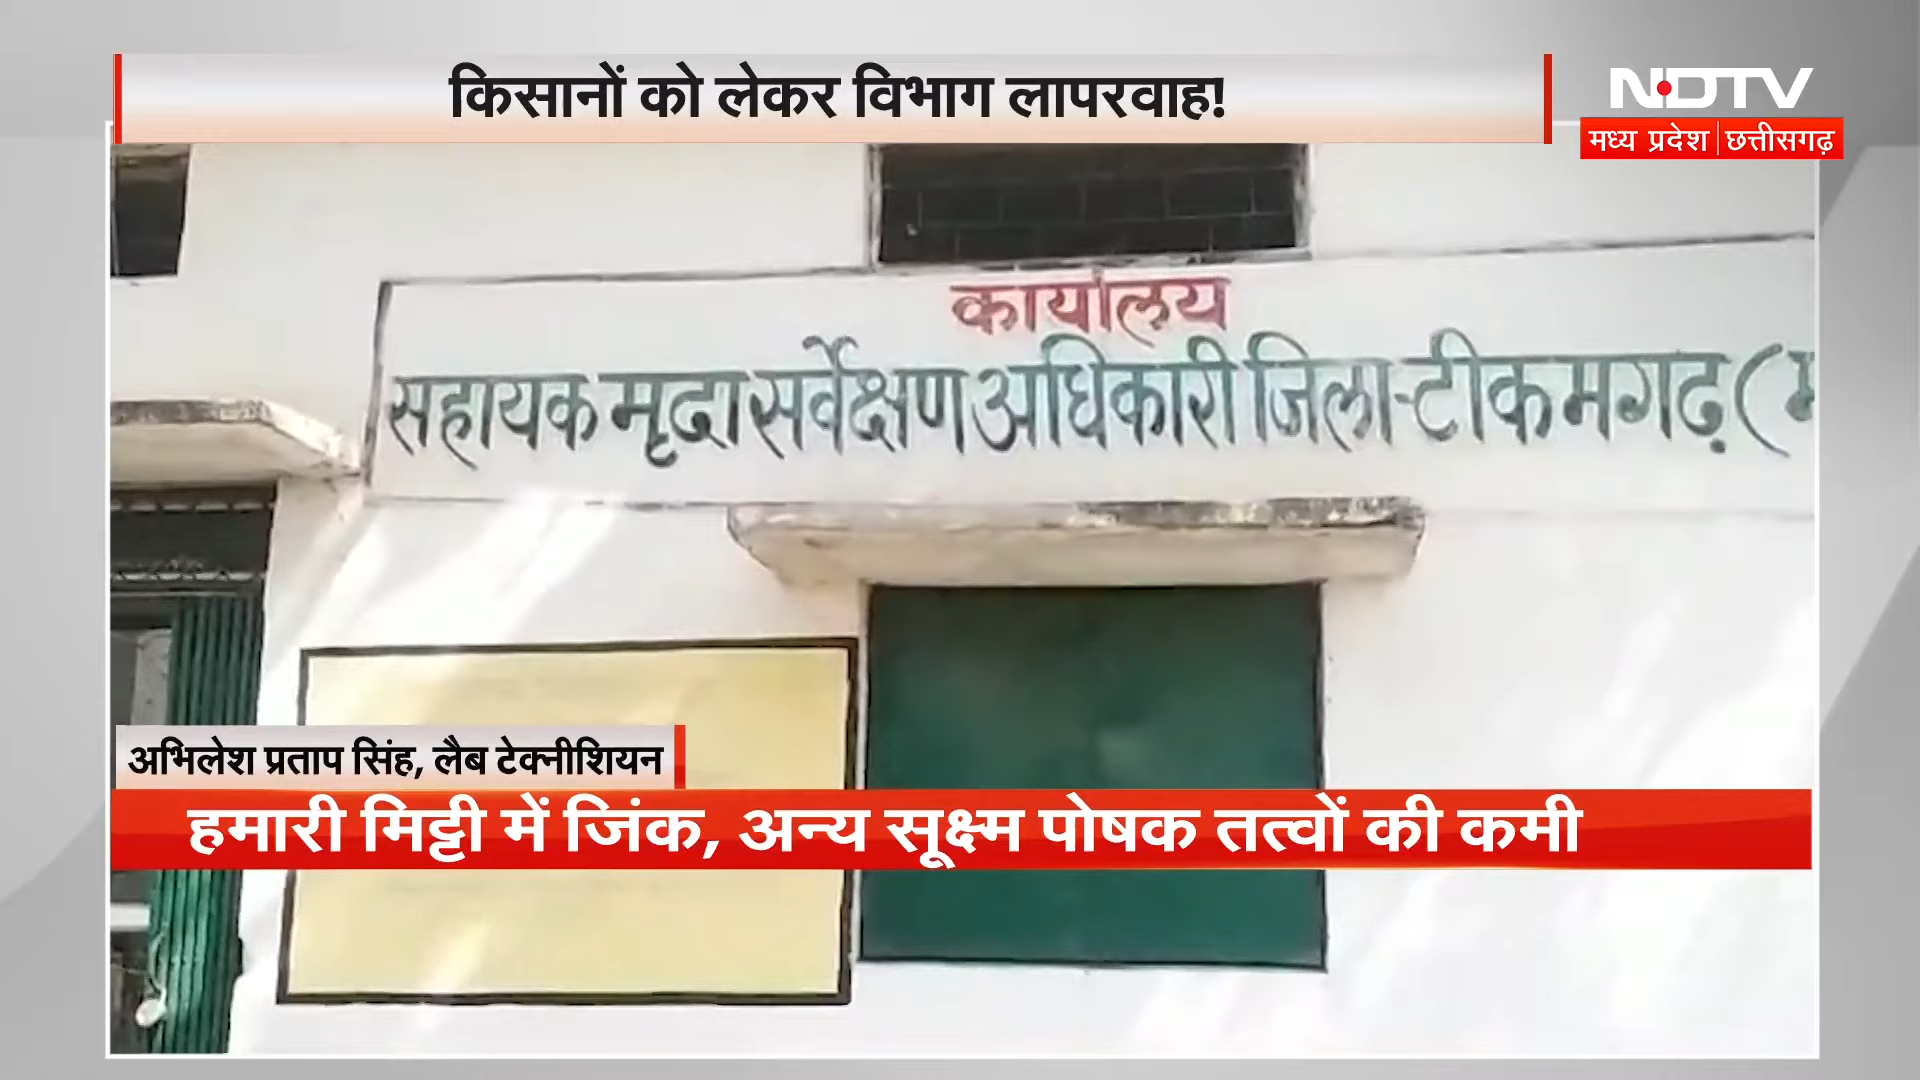 किसानों को लेकर विभाग लापरवाह!
NDTV
मध्य प्रदेश | छत्तीसगढ़
कार्यालय
सहायक मृदा सर्वेक्षण अधिकारी जिला-टीकमगढ़ (म
अभिलेश प्रताप सिंह, लैब टेक्नीशियन
हमारी मिट्टी में जिंक, अन्य सूक्ष्म पोषक तत्वों की कमी